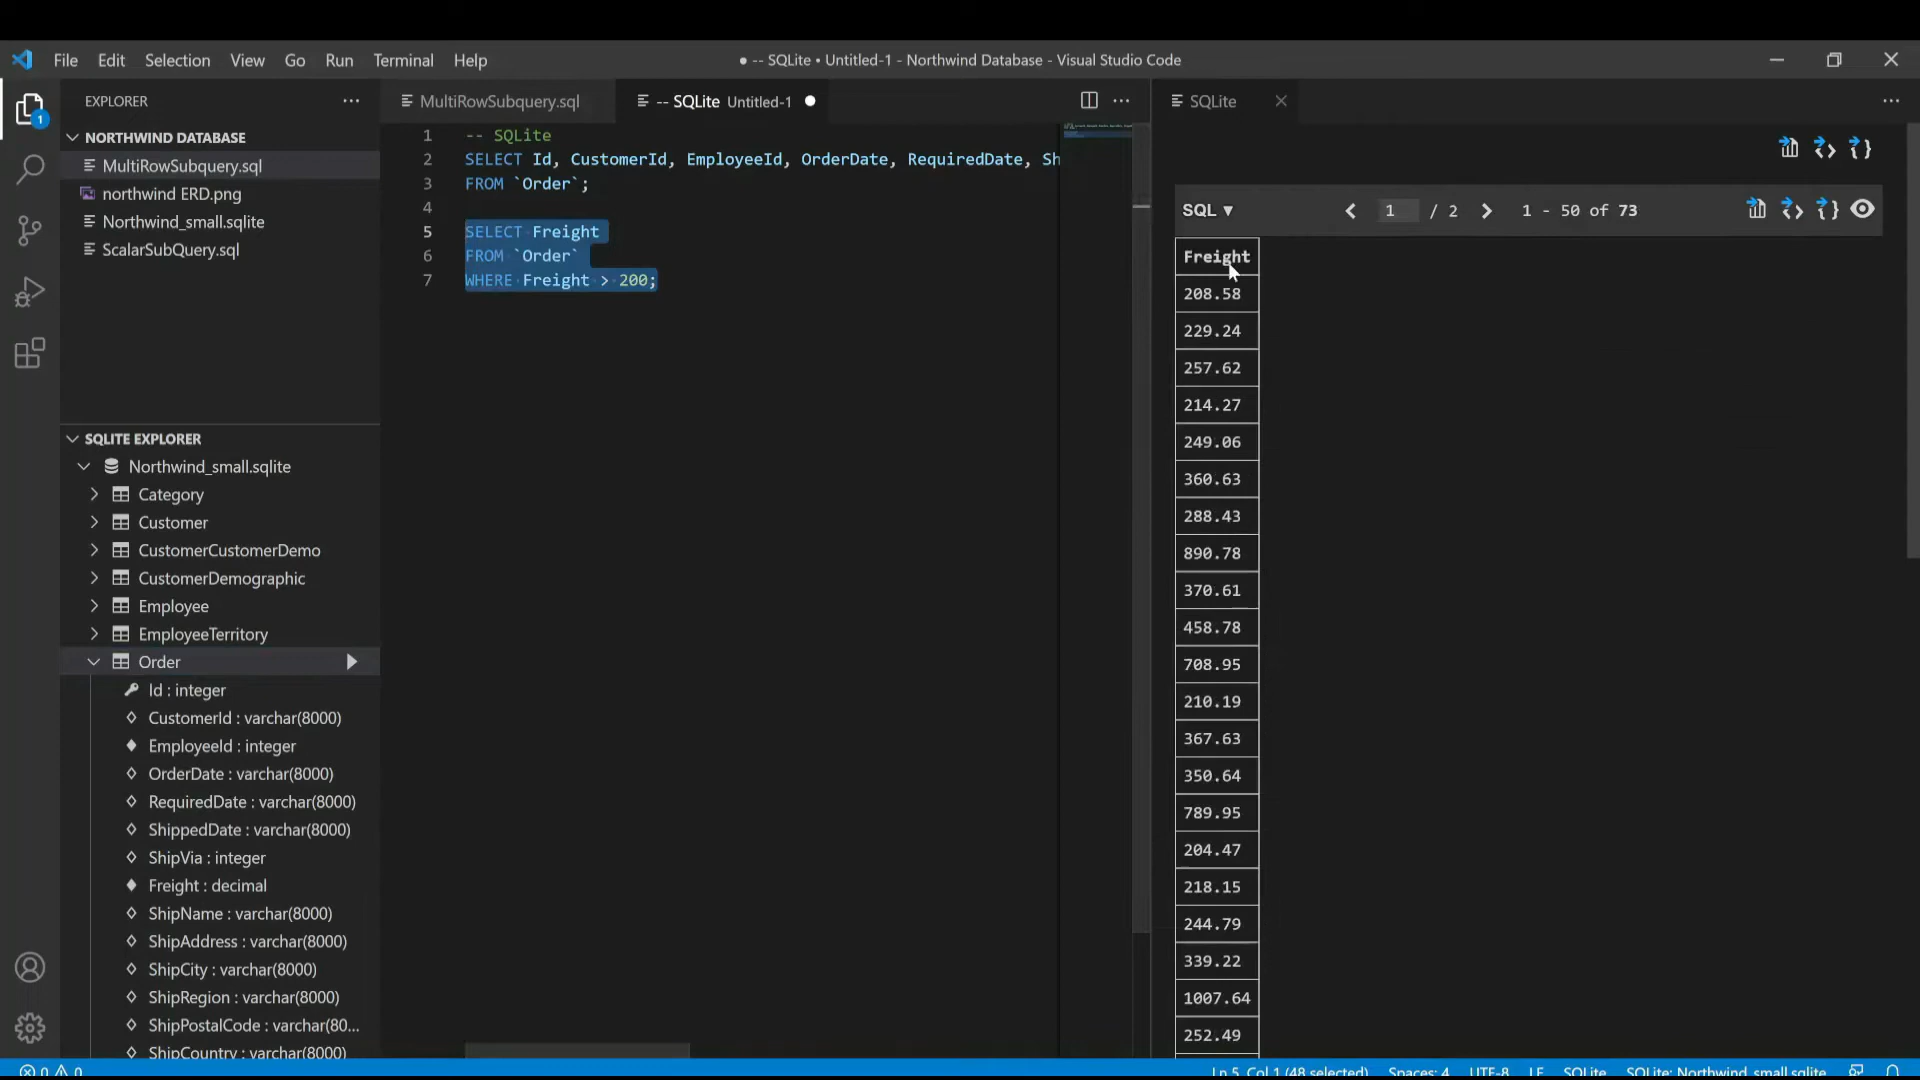 File Edit Selection View Go Run Terminal Help
● -- SQLite • Untitled-1 - Northwind Database - Visual Studio Code
EXPLORER
1
NORTHWIND DATABASE
MultiRowSubquery.sql
northwind ERD.png
Northwind_small.sqlite
ScalarSubQuery.sql
SQLITE EXPLORER
Northwind_small.sqlite
Category
Customer
CustomerCustomerDemo
CustomerDemographic
Employee
EmployeeTerritory
Order
Id : integer
CustomerId : varchar(8000)
EmployeeId : integer
OrderDate : varchar(8000)
RequiredDate : varchar(8000)
ShippedDate : varchar(8000)
ShipVia : integer
Freight : decimal
ShipName : varchar(8000)
ShipAddress : varchar(8000)
ShipCity : varchar(8000)
ShipRegion : varchar(8000)
ShipPostalCode : varchar(80...
ShipCountry : varchar(8000)
MultiRowSubquery.sql
-- SQLite Untitled-1
1 -- SQLite
2 SELECT Id, CustomerId, EmployeeId, OrderDate, RequiredDate, Sh
3 FROM `Order`;
4
5 SELECT Freight
6 FROM `Order`
7 WHERE Freight > 200;
SQLite
SQL ▼ 1 / 2 1 - 50 of 73
Freight
208.58
229.24
257.62
214.27
249.06
360.63
288.43
890.78
370.61
458.78
708.95
210.19
367.63
350.64
789.95
204.47
218.15
244.79
339.22
1007.64
252.49
0 0 Ln 5, Col 1 (48 selected) Spaces: 4 UTF-8 LF SQLite SQLite: Northwind_small.sqlite